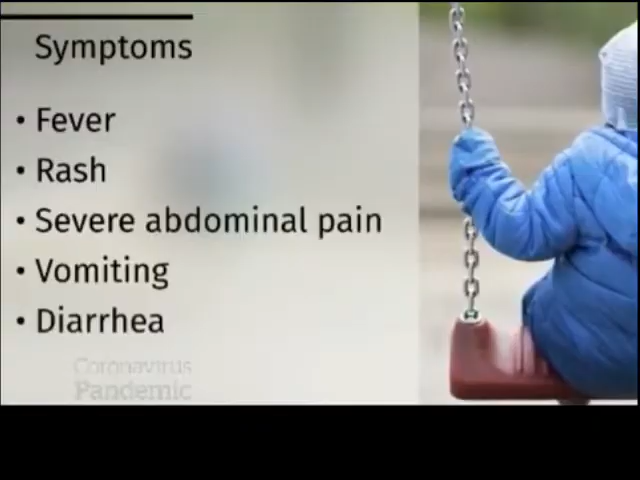 Symptoms
• Fever
• Rash
• Severe abdominal pain
• Vomiting
• Diarrhea
Coronavirus
Pandemic